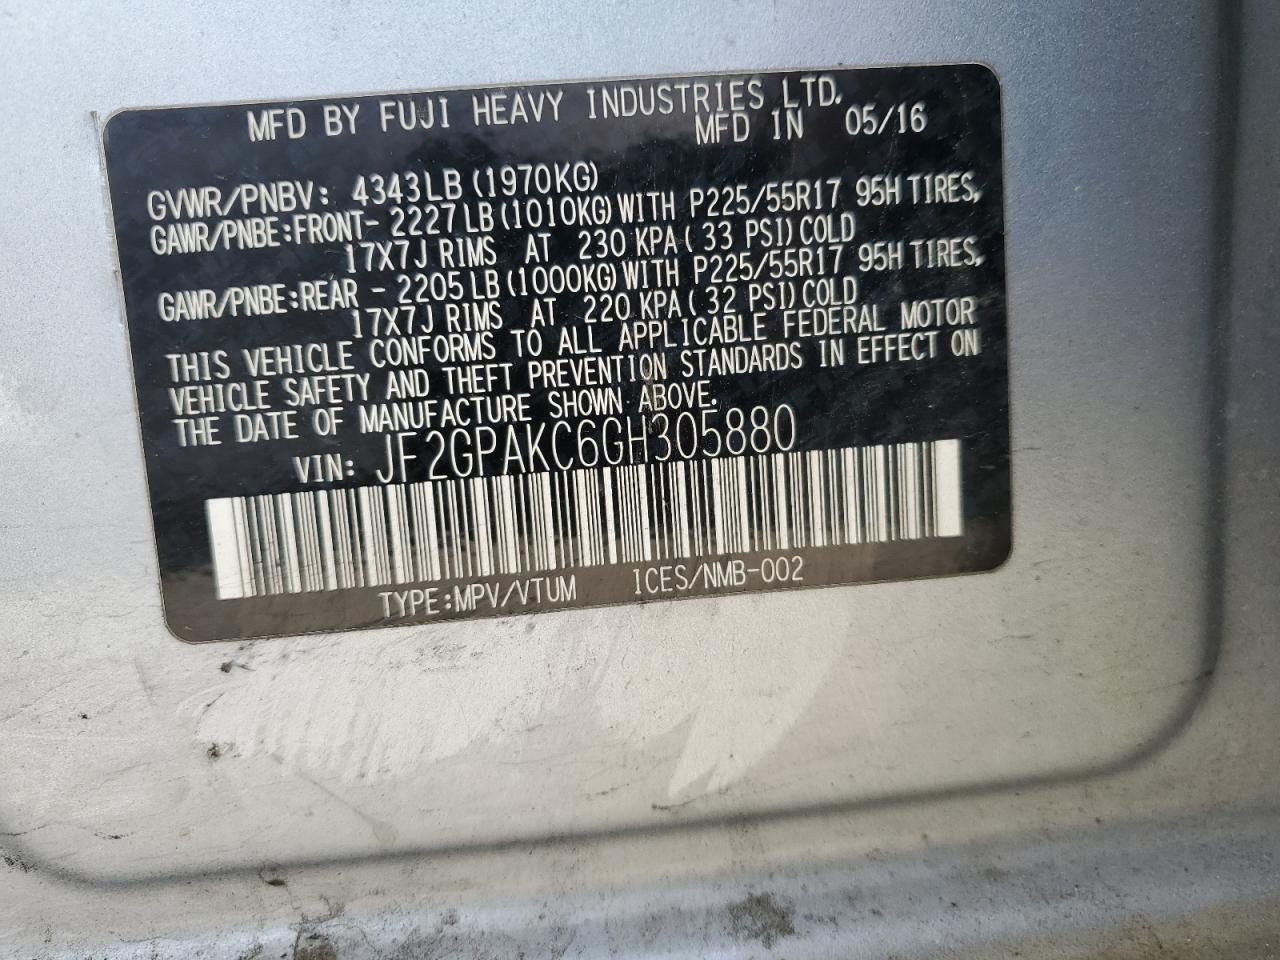 MFD BY FUJI HEAVY INDUSTRIES LTD.
MFD IN 05/16
GVWR/PNBV: 4343LB (1970KG)
GAWR/PNBE:FRONT- 2227 LB (1010KG) WITH P225/55R17 95H TIRES,
17X7J RIMS AT 230 KPA ( 33 PSI) COLD
GAWR/PNBE:REAR - 2205 LB (1000KG) WITH P225/55R17 95H TIRES,
17X7J RIMS AT 220 KPA ( 32 PSI) COLD
THIS VEHICLE CONFORMS TO ALL APPLICABLE FEDERAL MOTOR
VEHICLE SAFETY AND THEFT PREVENTION STANDARDS IN EFFECT ON
THE DATE OF MANUFACTURE SHOWN ABOVE.
VIN: JF2GPAKC6GH305880
TYPE:MPV/VTUM ICES/NMB-002